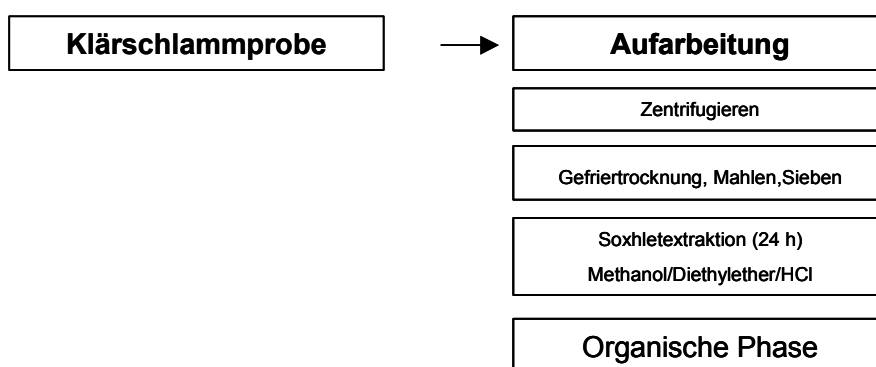 Klärschlammprobe
Aufarbeitung
Zentrifugieren
Gefriertrocknung, Mahlen,Sieben
Soxhletextraktion (24 h)
Methanol/Diethylether/HCl
Organische Phase